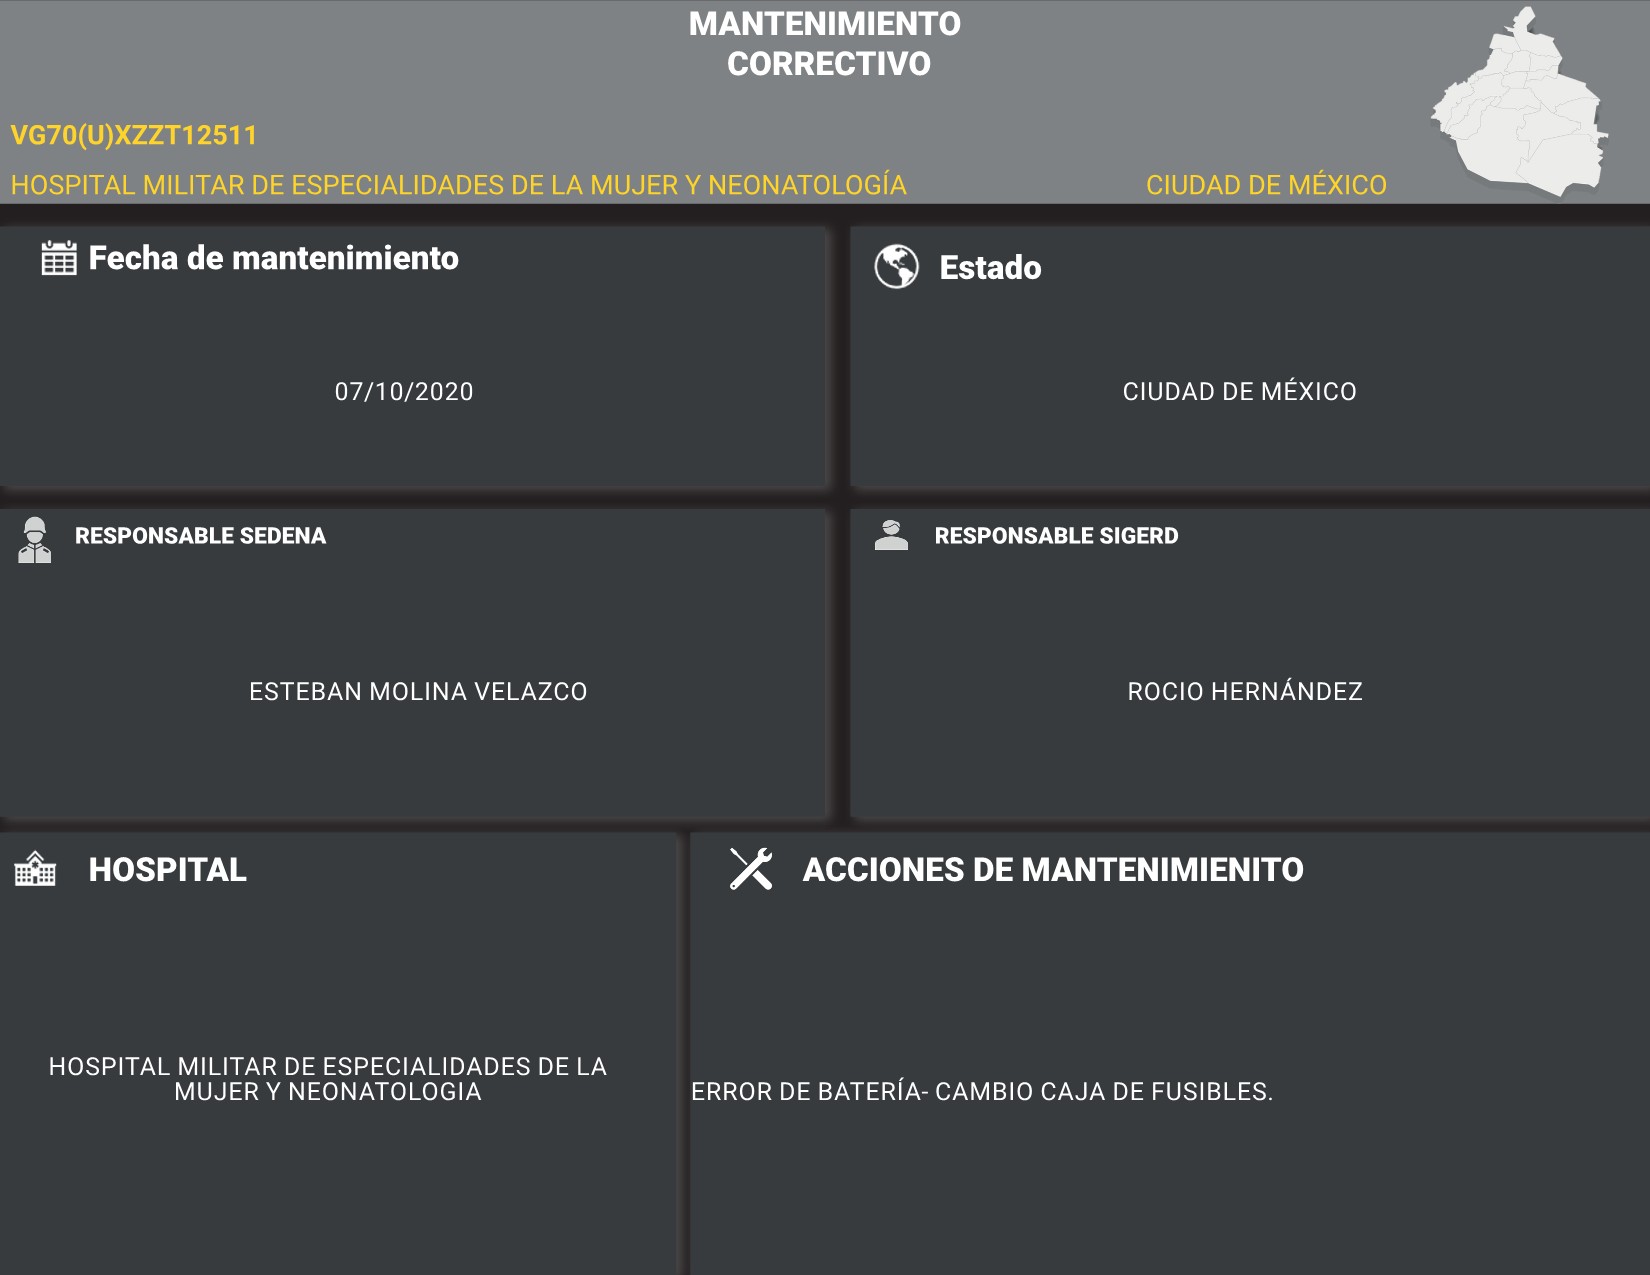 MANTENIMIENTO
CORRECTIVO
VG70(U)XZZT12511
HOSPITAL MILITAR DE ESPECIALIDADES DE LA MUJER Y NEONATOLOGÍA
CIUDAD DE MÉXICO
Fecha de mantenimiento
07/10/2020
Estado
CIUDAD DE MÉXICO
RESPONSABLE SEDENA
ESTEBAN MOLINA VELAZCO
RESPONSABLE SIGERD
ROCIO HERNÁNDEZ
HOSPITAL
HOSPITAL MILITAR DE ESPECIALIDADES DE LA
MUJER Y NEONATOLOGIA
ACCIONES DE MANTENIMIENITO
ERROR DE BATERÍA- CAMBIO CAJA DE FUSIBLES.